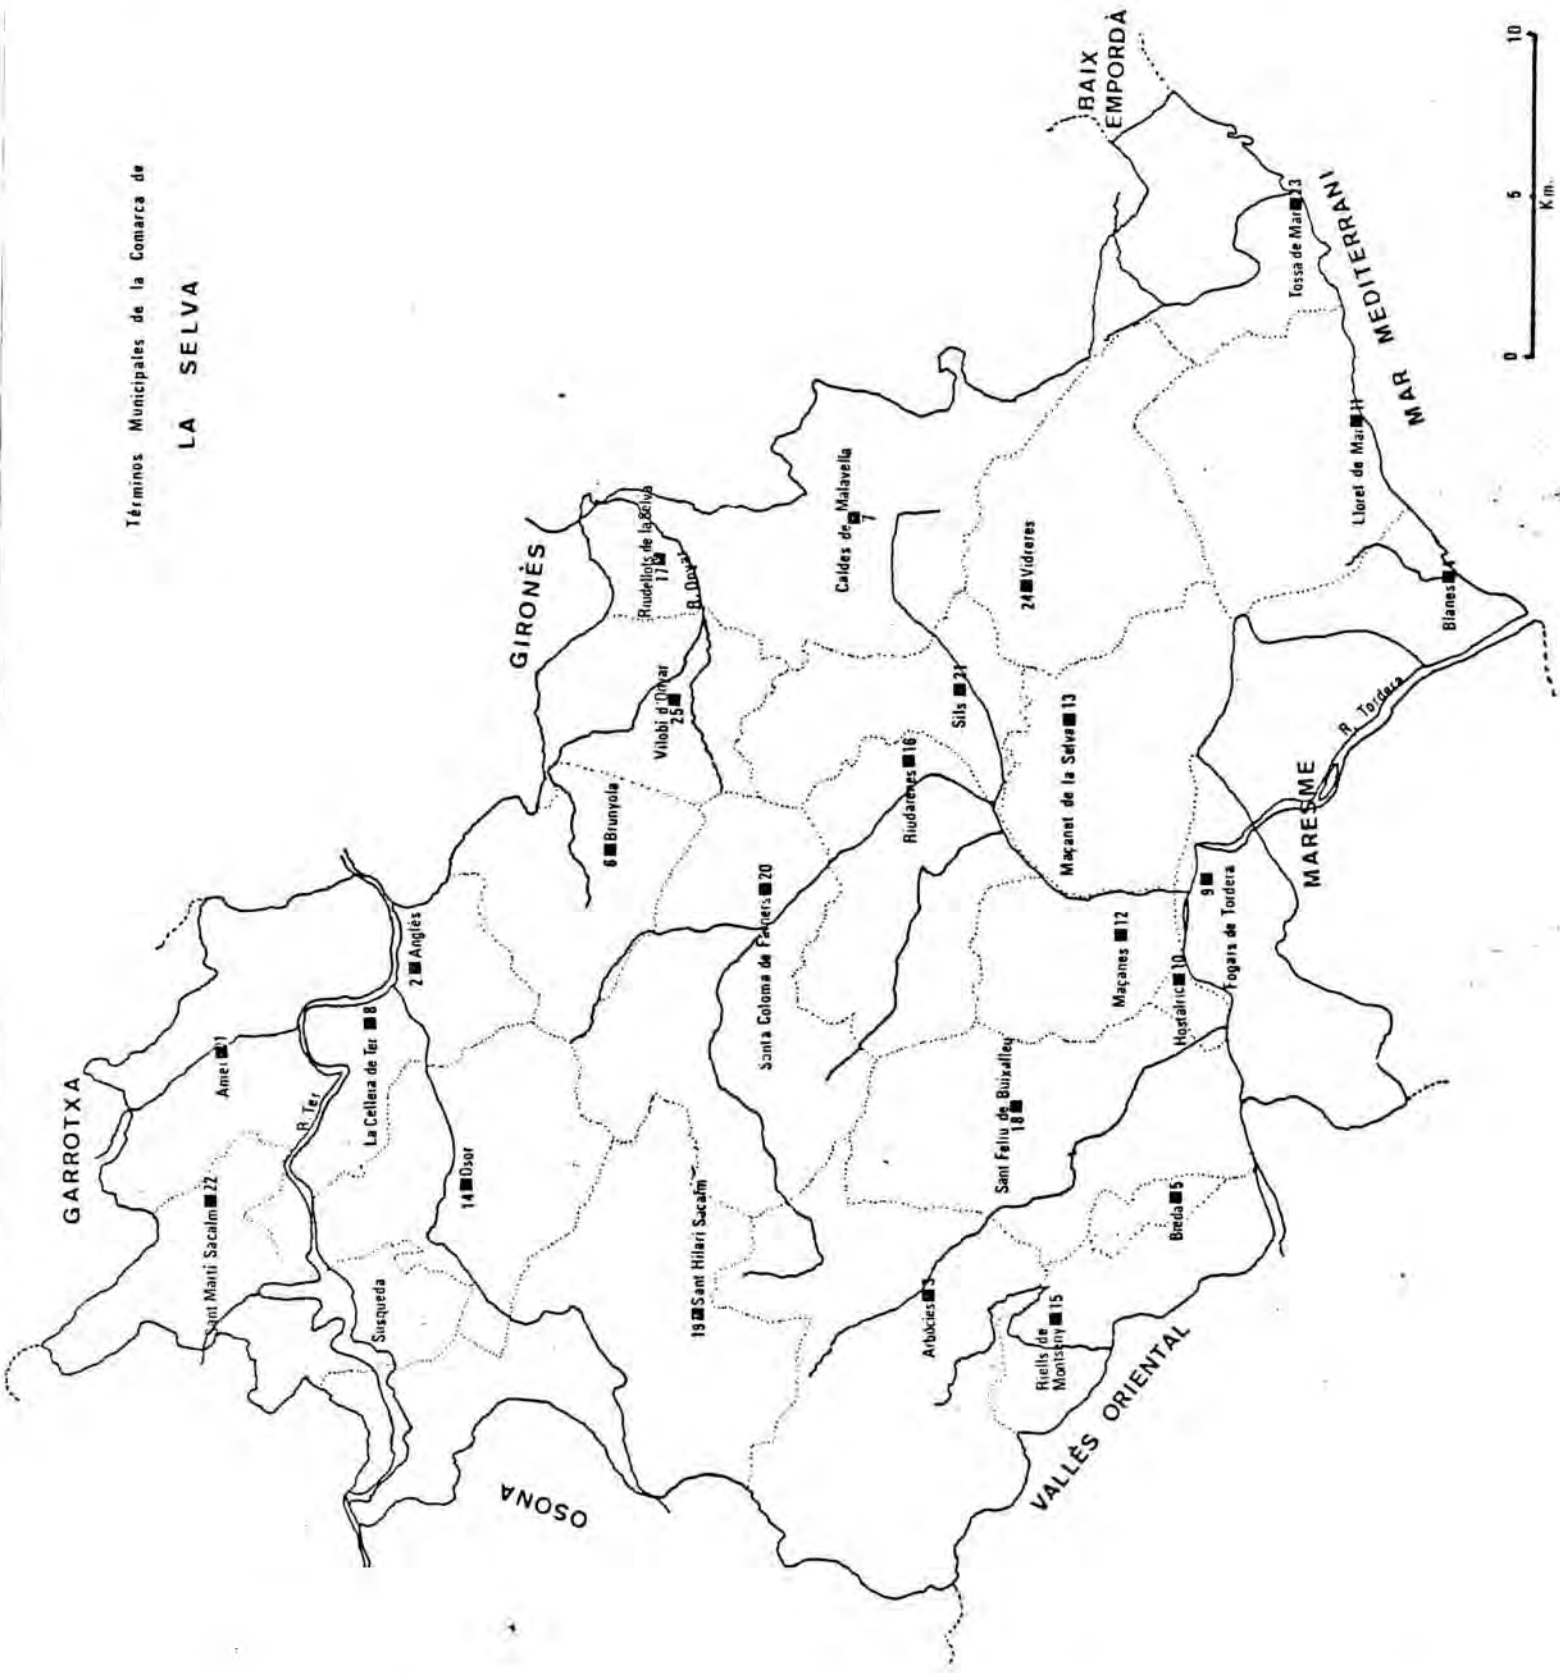 Términos Municipales de la Comarca de
LA SELVA
GARROTXA
GIRONÈS
BAIX
EMPORDÀ
OSONA
VALLÈS ORIENTAL
MARESME
MAR MEDITERRANI
Sant Martí Sacalm 22
Amer 1
R. Ter
Susqueda
La Cellera de Ter 8
2 Anglès
14 Osor
6 Brunyola
Vilobí d'Onyar
25
Riudellots de la Selva
17
R. Onyar
19 Sant Hilari Sacalm
Santa Coloma de Farners 20
Caldes de Malavella
7
Riudarenes 16
Sils 21
24 Vidreres
Arbúcies 3
Sant Feliu de Buixalleu
18
Maçanet de la Selva 13
Riells de
Montseny 15
Breda 5
Maçanes 12
Hostalric 10
9
Fogars de Tordera
R. Tordera
Blanes 4
Lloret de Mar 11
Tossa de Mar 23
0 5 10
Km.